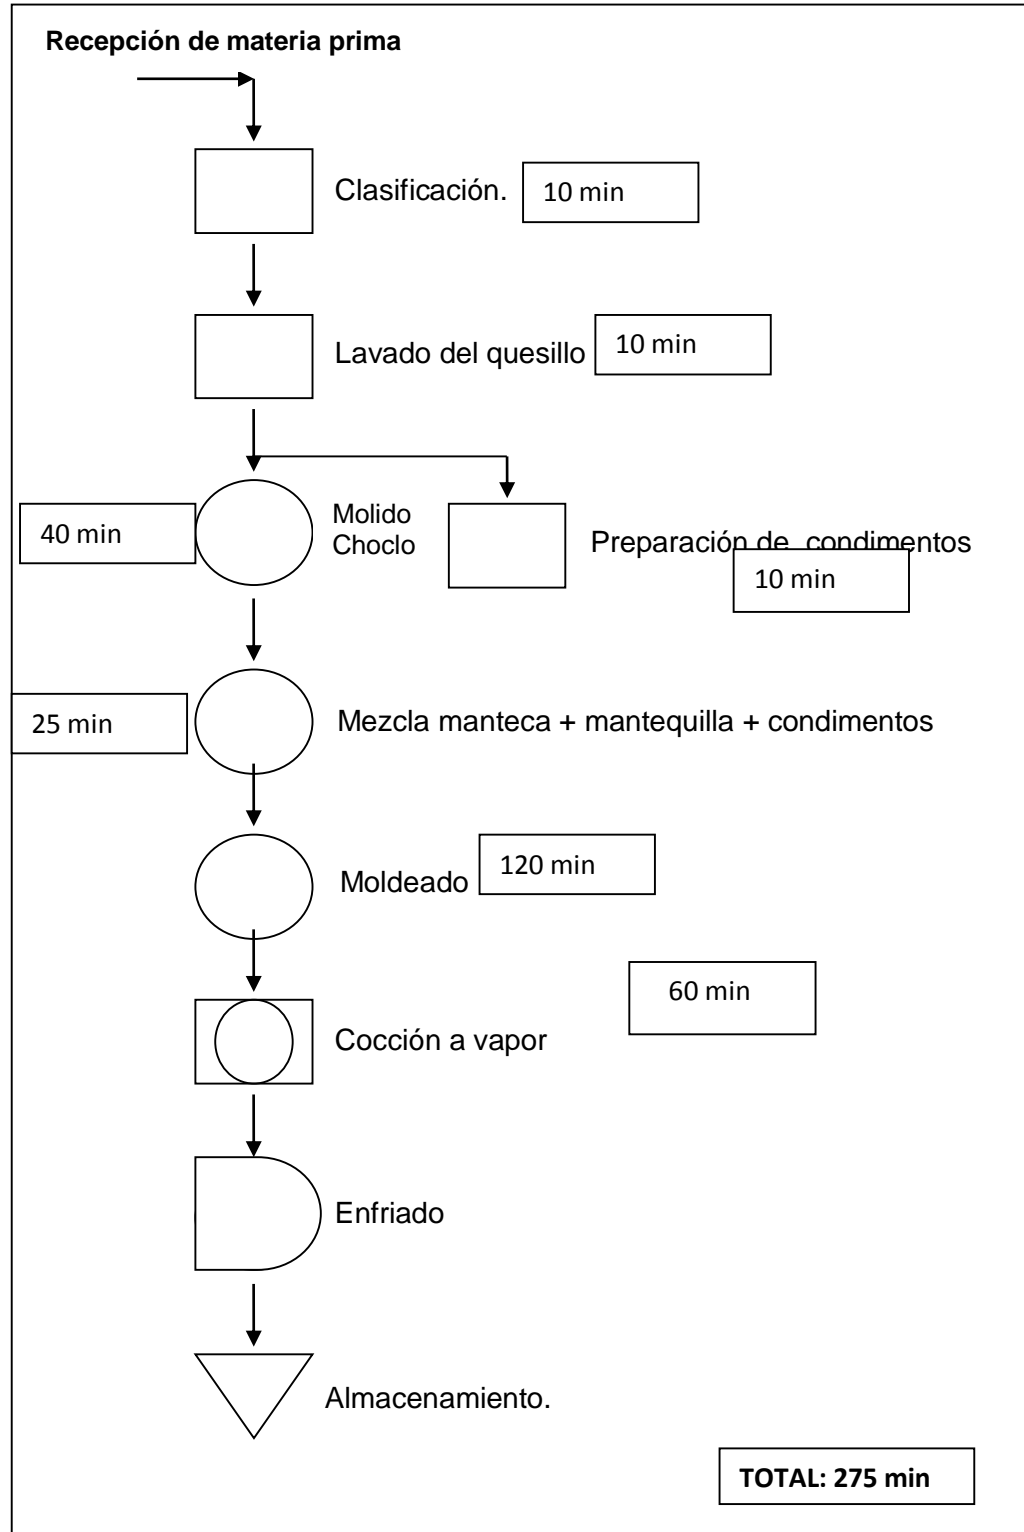 Recepción de materia prima
Clasificación.
10 min
Lavado del quesillo
10 min
40 min
Molido
Choclo
Preparación de condimentos
10 min
25 min
Mezcla manteca + mantequilla + condimentos
Moldeado
120 min
60 min
Cocción a vapor
Enfriado
Almacenamiento.
TOTAL: 275 min